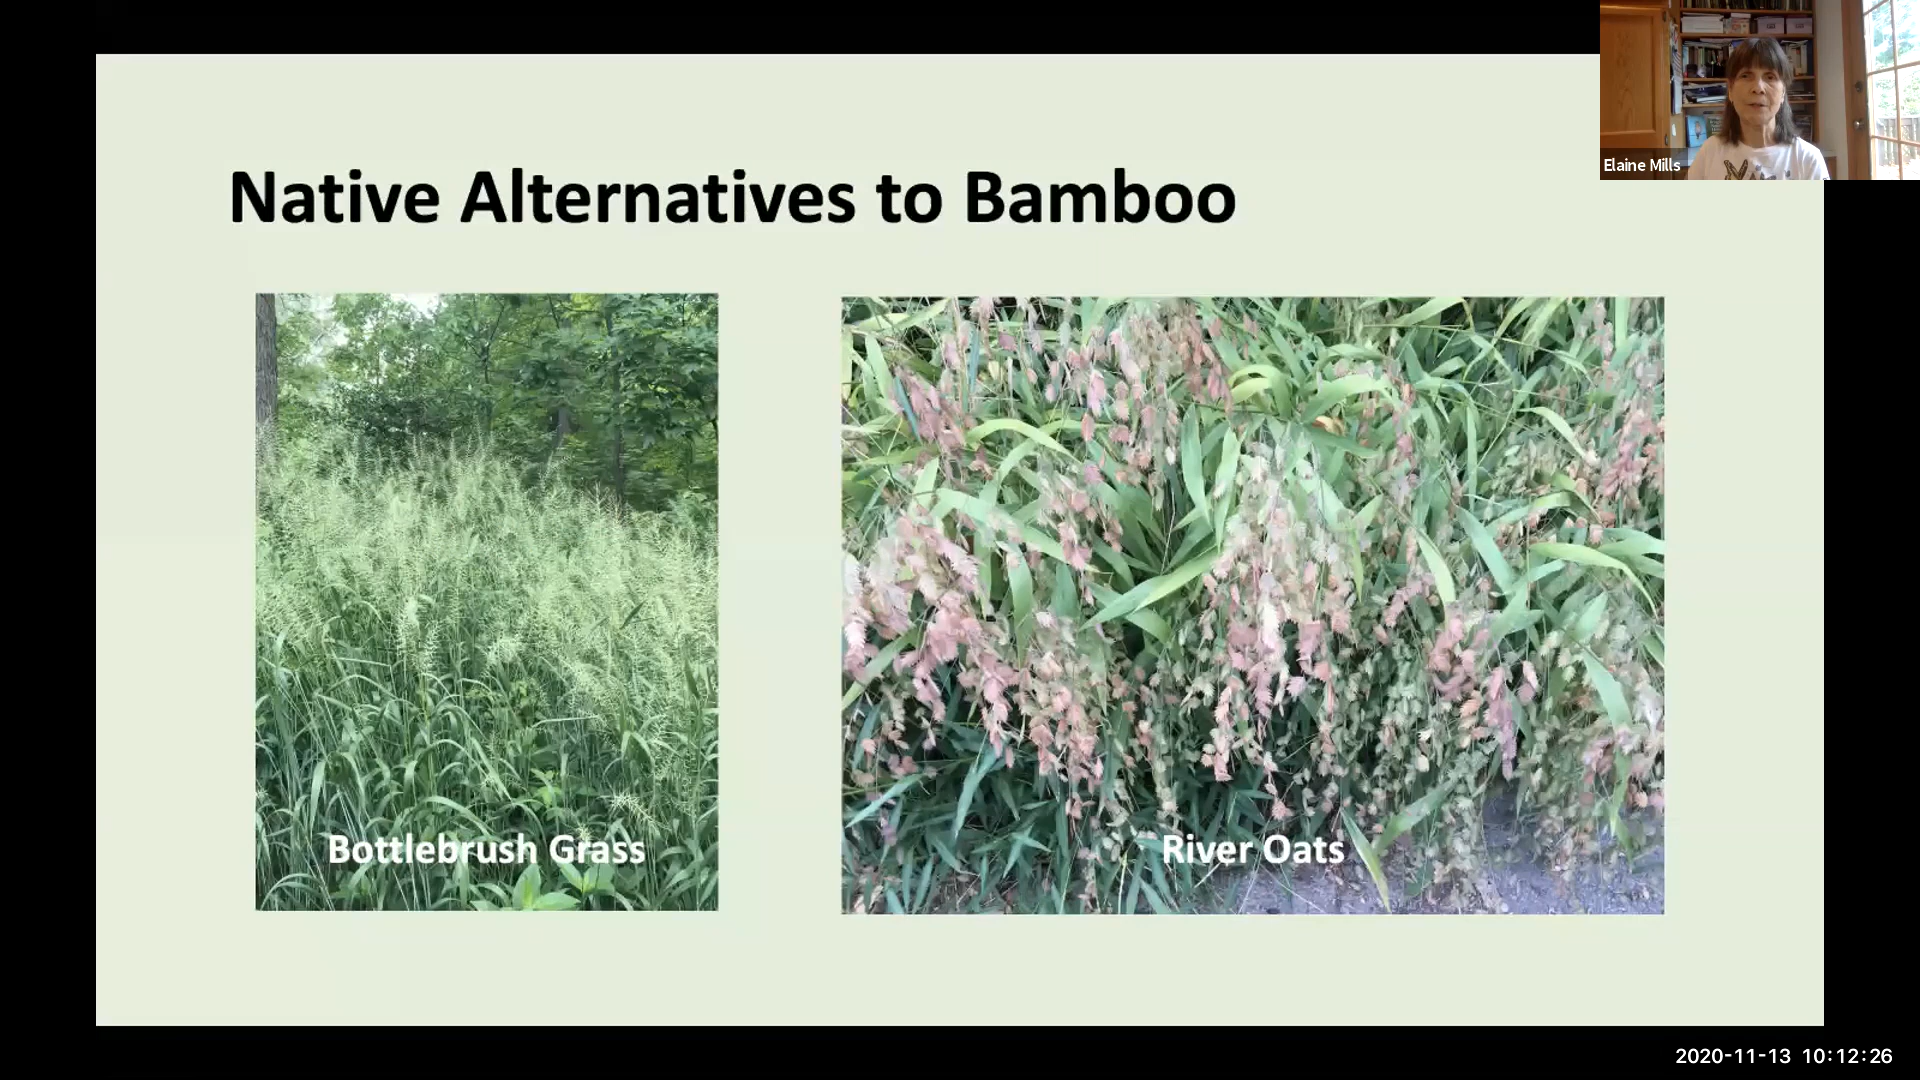 Elaine Mills
Native Alternatives to Bamboo
Bottlebrush Grass
River Oats
2020-11-13 10:12:26